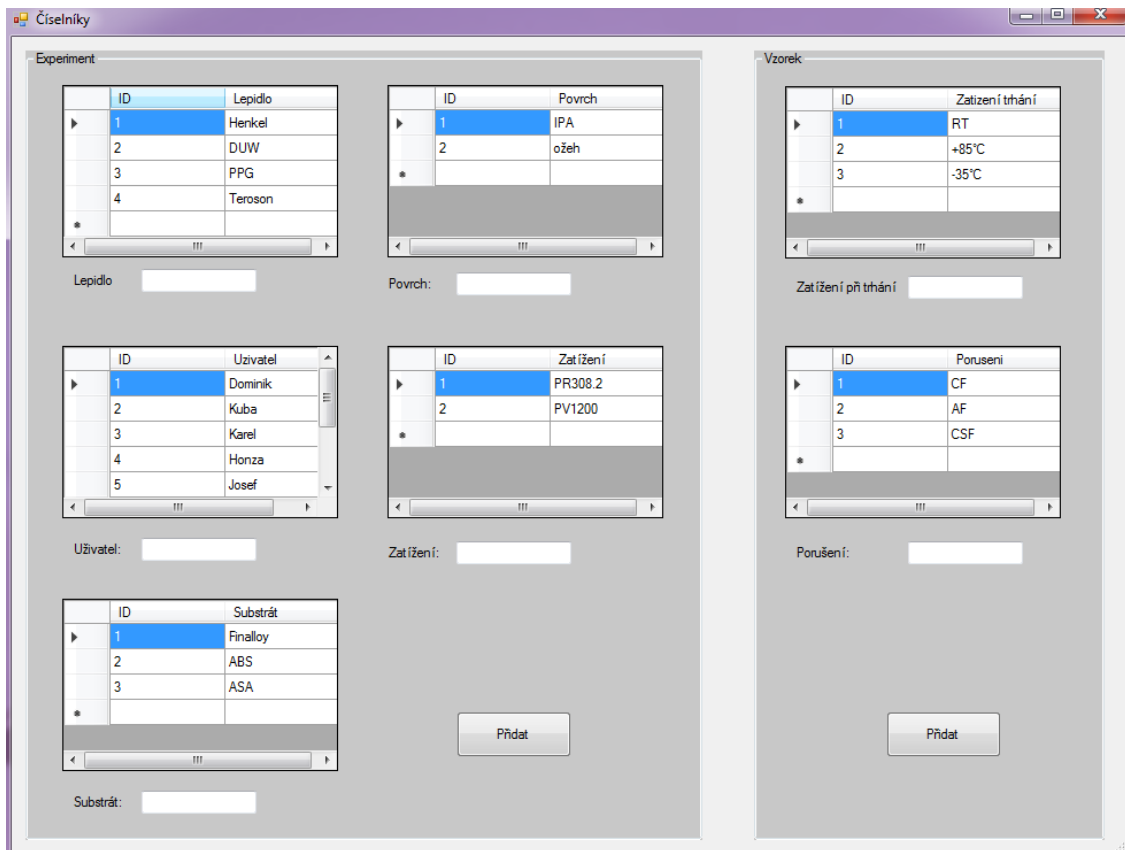 Číselníky
Experiment
ID Lepidlo
1 Henkel
2 DUW
3 PPG
4 Teroson
Lepidlo
ID Povrch
1 IPA
2 ožeh
Povrch:
ID Uzivatel
1 Dominik
2 Kuba
3 Karel
4 Honza
5 Josef
Uživatel:
ID Zatížení
1 PR308.2
2 PV1200
Zatížení:
ID Substrát
1 Finalloy
2 ABS
3 ASA
Substrát:
Přidat
Vzorek
ID Zatizení trhání
1 RT
2 +85°C
3 -35°C
Zatížení při trhání
ID Poruseni
1 CF
2 AF
3 CSF
Porušení:
Přidat